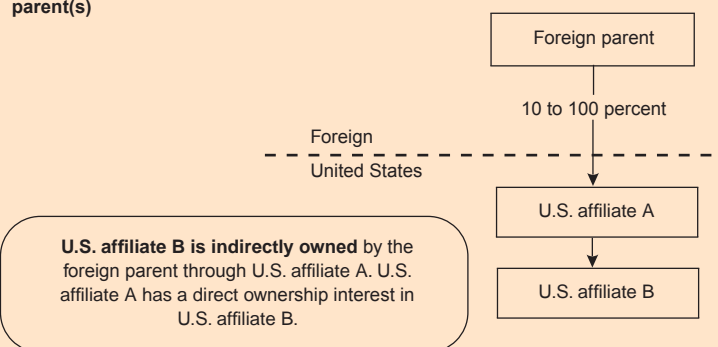 parent(s)
Foreign parent
10 to 100 percent
Foreign
United States
U.S. affiliate A
U.S. affiliate B is indirectly owned by the
foreign parent through U.S. affiliate A. U.S.
affiliate A has a direct ownership interest in
U.S. affiliate B.
U.S. affiliate B